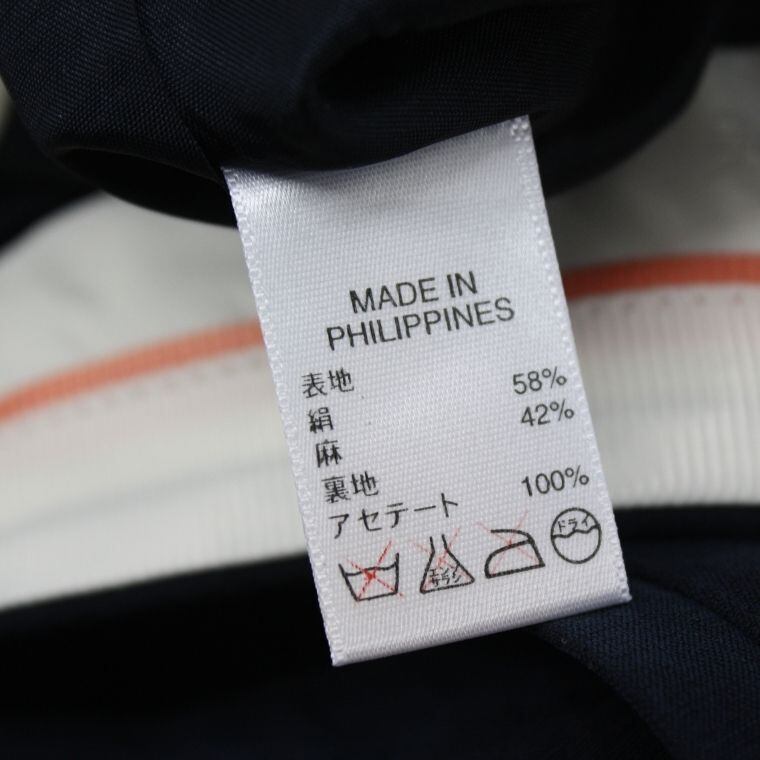 MADE IN
PHILIPPINES
表地
絹 58%
麻 42%
裏地
アセテート 100%
ドライ